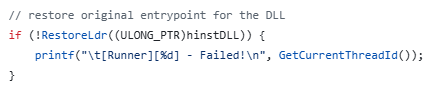 // restore original entrypoint for the DLL
if (!RestoreLdr((ULONG_PTR)hinstDLL)) {
    printf("\t[Runner][%d] - Failed!\n", GetCurrentThreadId());
}